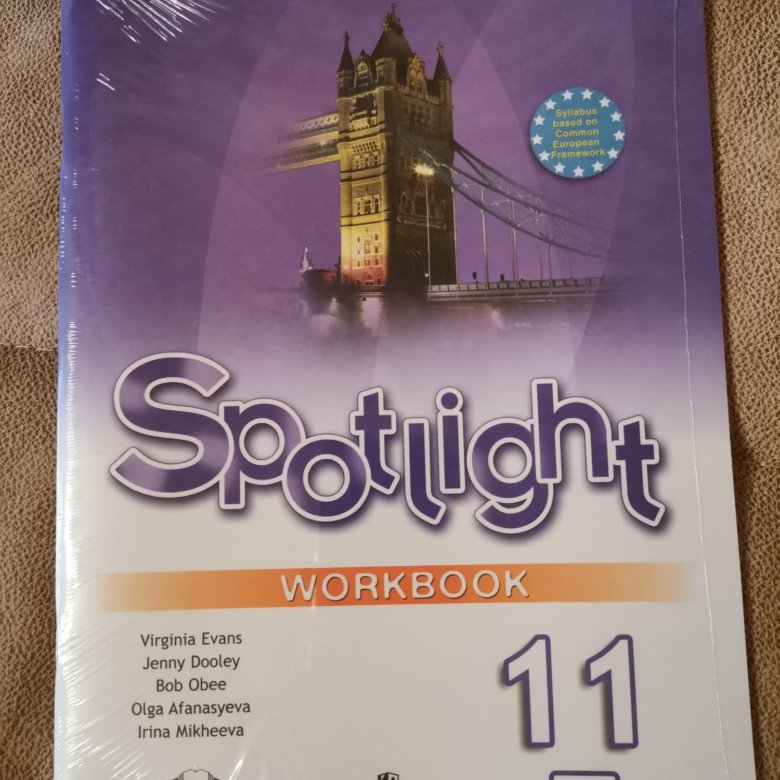 Syllabus
based on
Common
European
Framework
Spotlight
WORKBOOK
Virginia Evans
Jenny Dooley
Bob Obee
Olga Afanasyeva
Irina Mikheeva
11